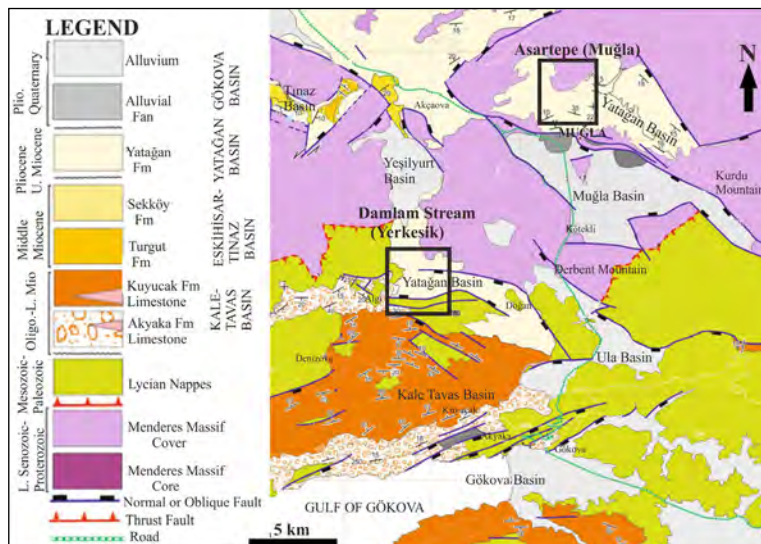 LEGEND
Plio.
Quaternary
Alluvium
Alluvial
Fan
GÖKOVA
BASIN
Pliocene
U. Miocene
Yatağan
Fm
YATAĞAN
BASIN
Middle
Miocene
Sekköy
Fm
Turgut
Fm
ESKİHİSAR-
TINAZ
BASIN
Oligo.-L. Mio
Kuyucak Fm
Limestone
Akyaka Fm
Limestone
KALE-
TAVAS
BASIN
Mesozoic-
Paleozoic
Lycian Nappes
L. Senozoic-
Proterozoic
Menderes Massif
Cover
Menderes Massif
Core
Normal or Oblique Fault
Thrust Fault
Road
Asartepe (Muğla)
N
Tınaz
Basin
Akçaova
Yatağan Basin
MUĞLA
Yeşilyurt
Basin
Muğla Basin
Kurdu
Mountain
Damlam Stream
(Yerkesik)
Kötekli
Derbent Mountain
Yatağan Basin
Algı
Doğan
Denizova
Ula Basin
Kale Tavas Basin
Kuyucak
Akyaka
Gökova
Gökova Basin
GULF OF GÖKOVA
5 km